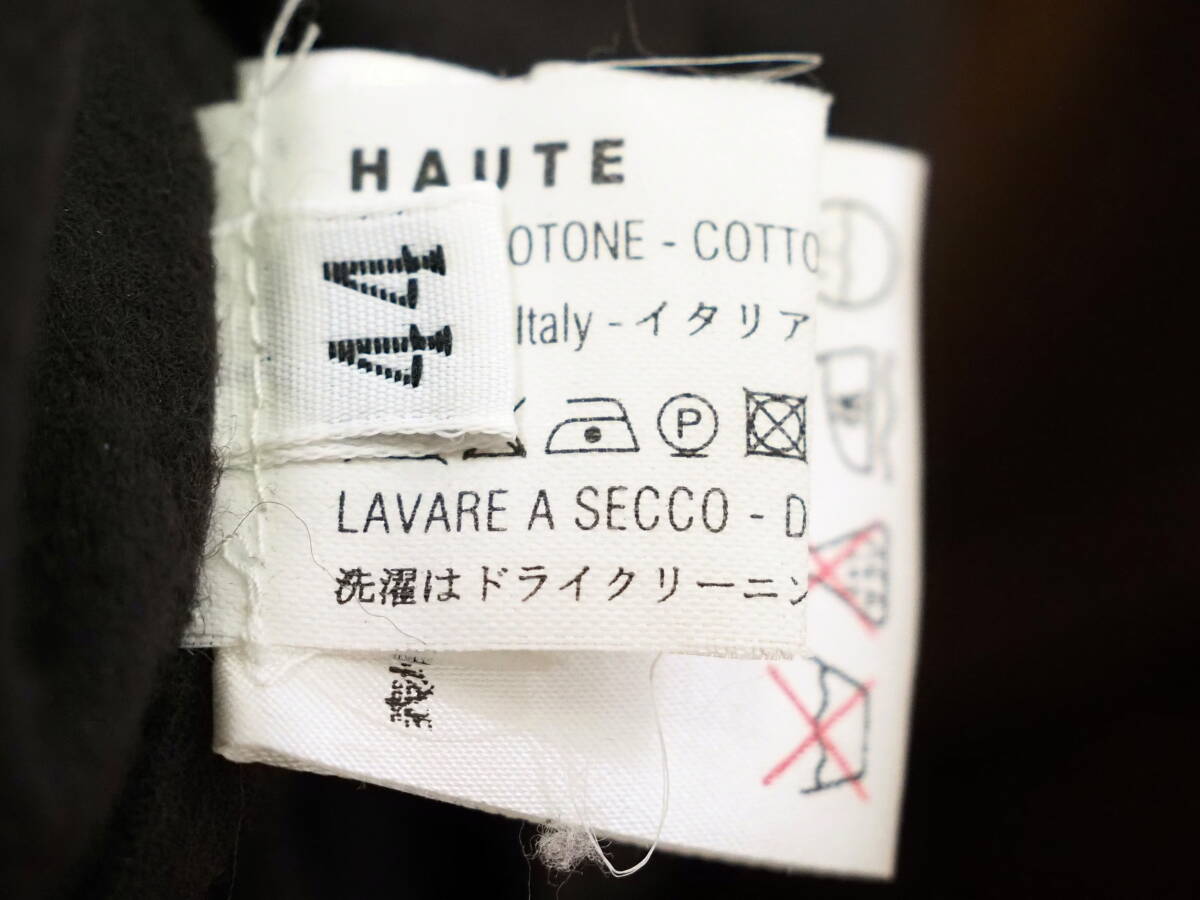 HAUTE
44
OTONE - COTTO
Italy - イタリア
P
LAVARE A SECCO - D
洗濯はドライクリーニン